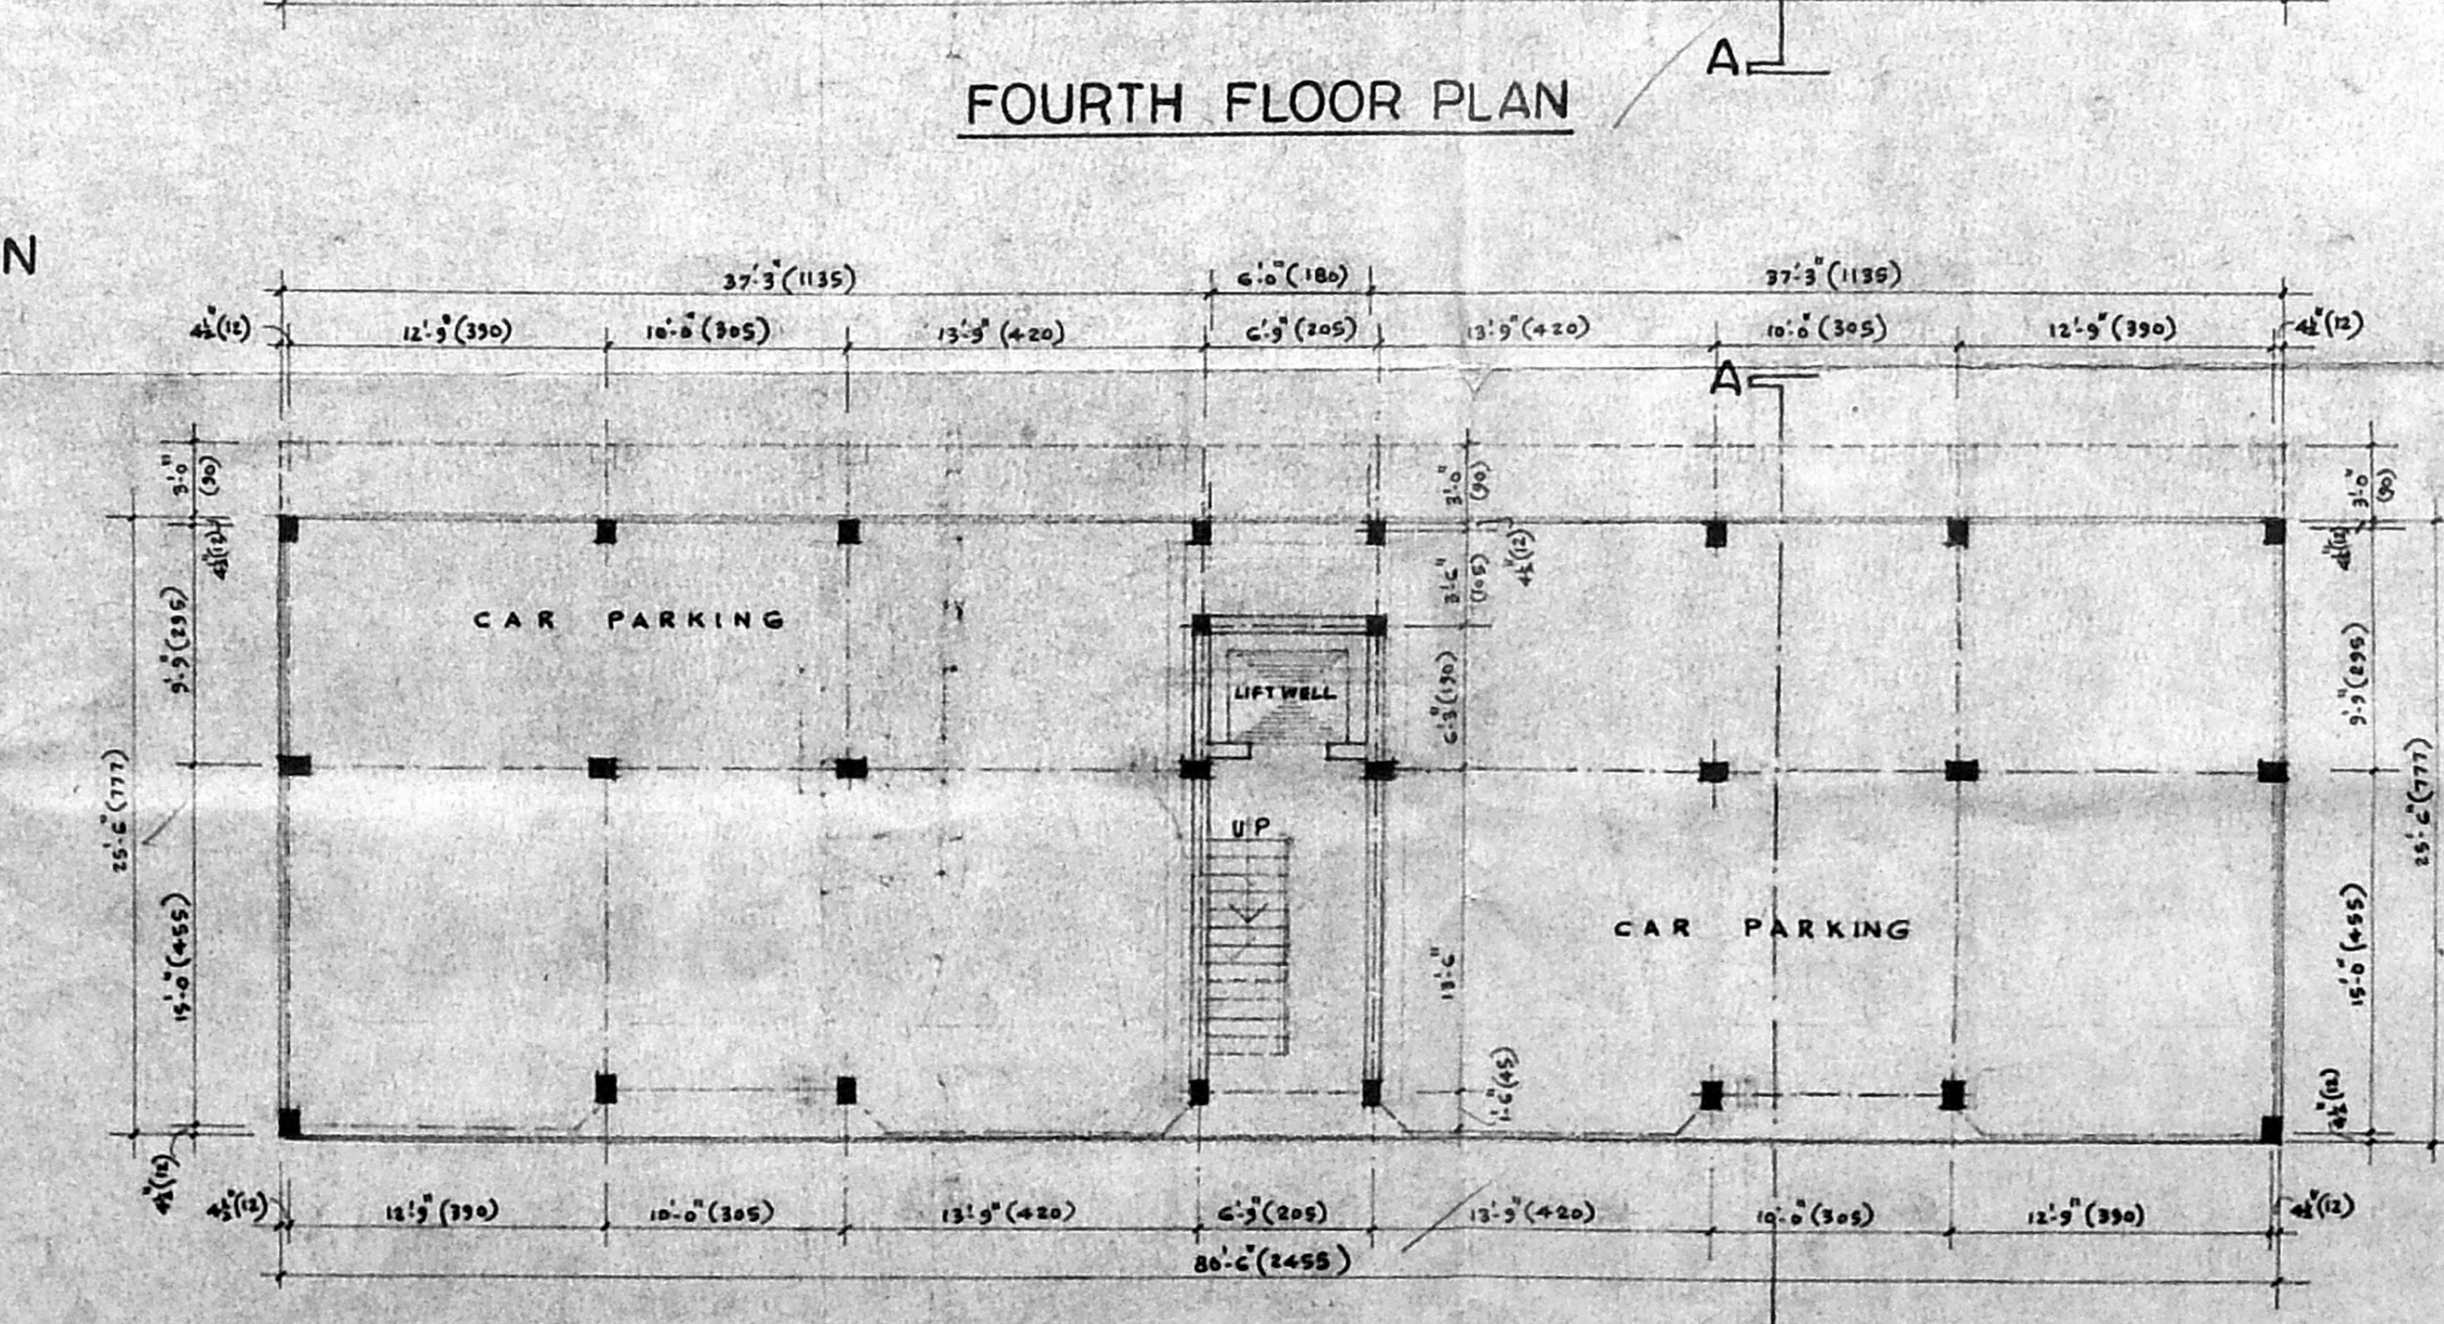 A
FOURTH FLOOR PLAN
N
37'-3"(1135) 6'-0"(180) 37'-3"(1135)
4½"(12) 12'-9"(390) 10'-0"(305) 13'-9"(420) 6'-9"(205) 13'-9"(420) 10'-0"(305) 12'-9"(390) 4½"(12)
A
3'-0" (90) 3'-0" (90) 3'-0" (90)
4½"(12) 4½"(12) 4½"(12)
3'-6" (105)
9'-9"(295) 9'-9"(295)
CAR PARKING
LIFT WELL
6'-3"(190)
25'-6"(777) 25'-6"(777)
UP
CAR PARKING
15'-0"(455) 13'-6" 15'-0"(455)
1'-6"(45) 4½"(12)
4½"(12)
4½"(12) 12'-9"(390) 10'-0"(305) 13'-9"(420) 6'-9"(205) 13'-9"(420) 10'-0"(305) 12'-9"(390) 4½"(12)
80'-6"(2455)